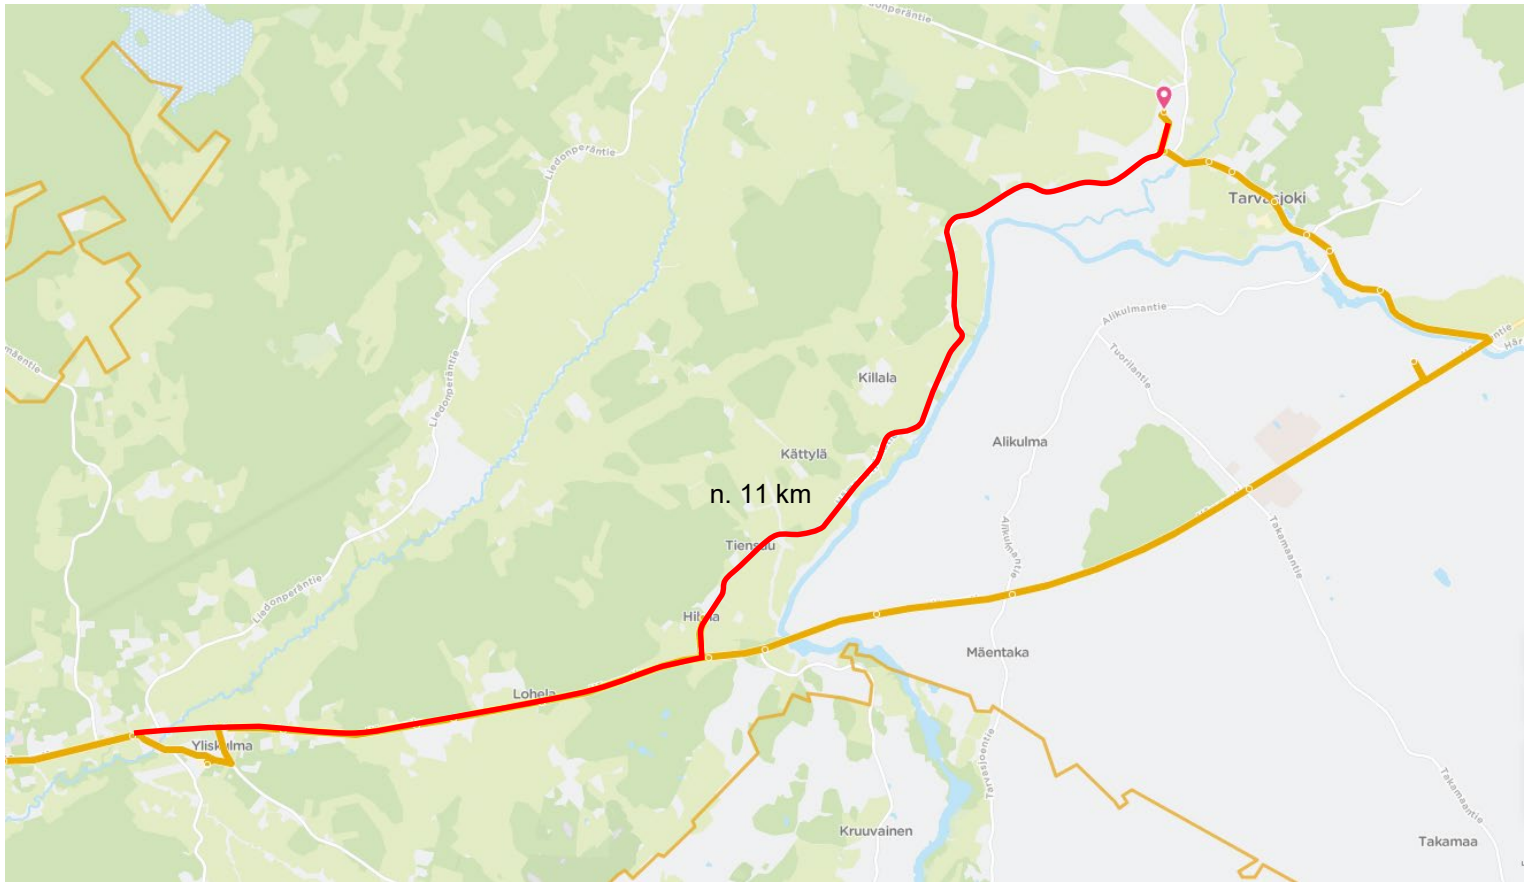 Liedonperäntie
Tarvasjoki
Alikulmantie
mäentie
Liedonperäntie
Tuorilantie
Killala
Alikulma
Kättylä
n. 11 km
Alikulmantie
Takamaantie
Liedonperäntie
Mäentaka
Lohela
Yliskulma
Tarvasjoentie
Takamaantie
Kruuvainen
Takamaa